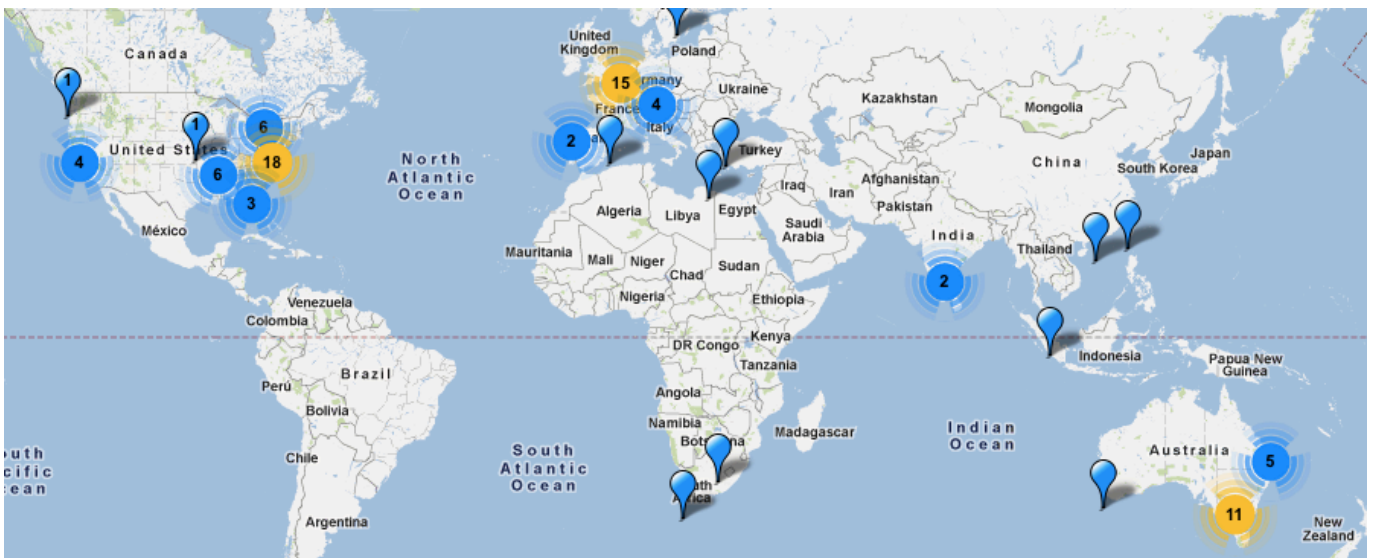 Canada
1
6
1
United States
18
4
6
3
México
North
Atlantic
Ocean
Venezuela
Colombia
Perú
Brazil
Bolivia
Chile
Argentina
United
Kingdom
Poland
15
4
Ukraine
France
Italy
2
Turkey
Kazakhstan
Mongolia
China
Japan
South Korea
Afghanistan
Iraq
Iran
Pakistan
Algeria
Libya
Egypt
Saudi
Arabia
India
Thailand
2
Mauritania
Mali
Niger
Chad
Sudan
Nigeria
Ethiopia
DR Congo
Kenya
Tanzania
Indonesia
Papua New
Guinea
Angola
Namibia
Madagascar
South
Atlantic
Ocean
Indian
Ocean
Australia
5
11
New
Zealand